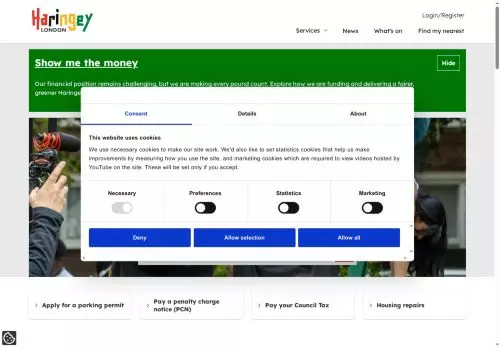 Haringey
LONDON
Login/Register
Services
News
What's on
Find my nearest
Show me the money
Hide
Our financial position remains challenging, but we are making every pound count. Explore how we are funding and delivering a fairer,
greener Haringe
Consent
Details
About
This website uses cookies
We use necessary cookies to make our site work. We'd also like to set statistics cookies that help us make
improvements by measuring how you use the site, and marketing cookies which are required to view videos hosted by
YouTube on the site. These will be set only if you accept.
Necessary
Preferences
Statistics
Marketing
Deny
Allow selection
Allow all
Apply for a parking permit
Pay a penalty charge
notice (PCN)
Pay your Council Tax
Housing repairs